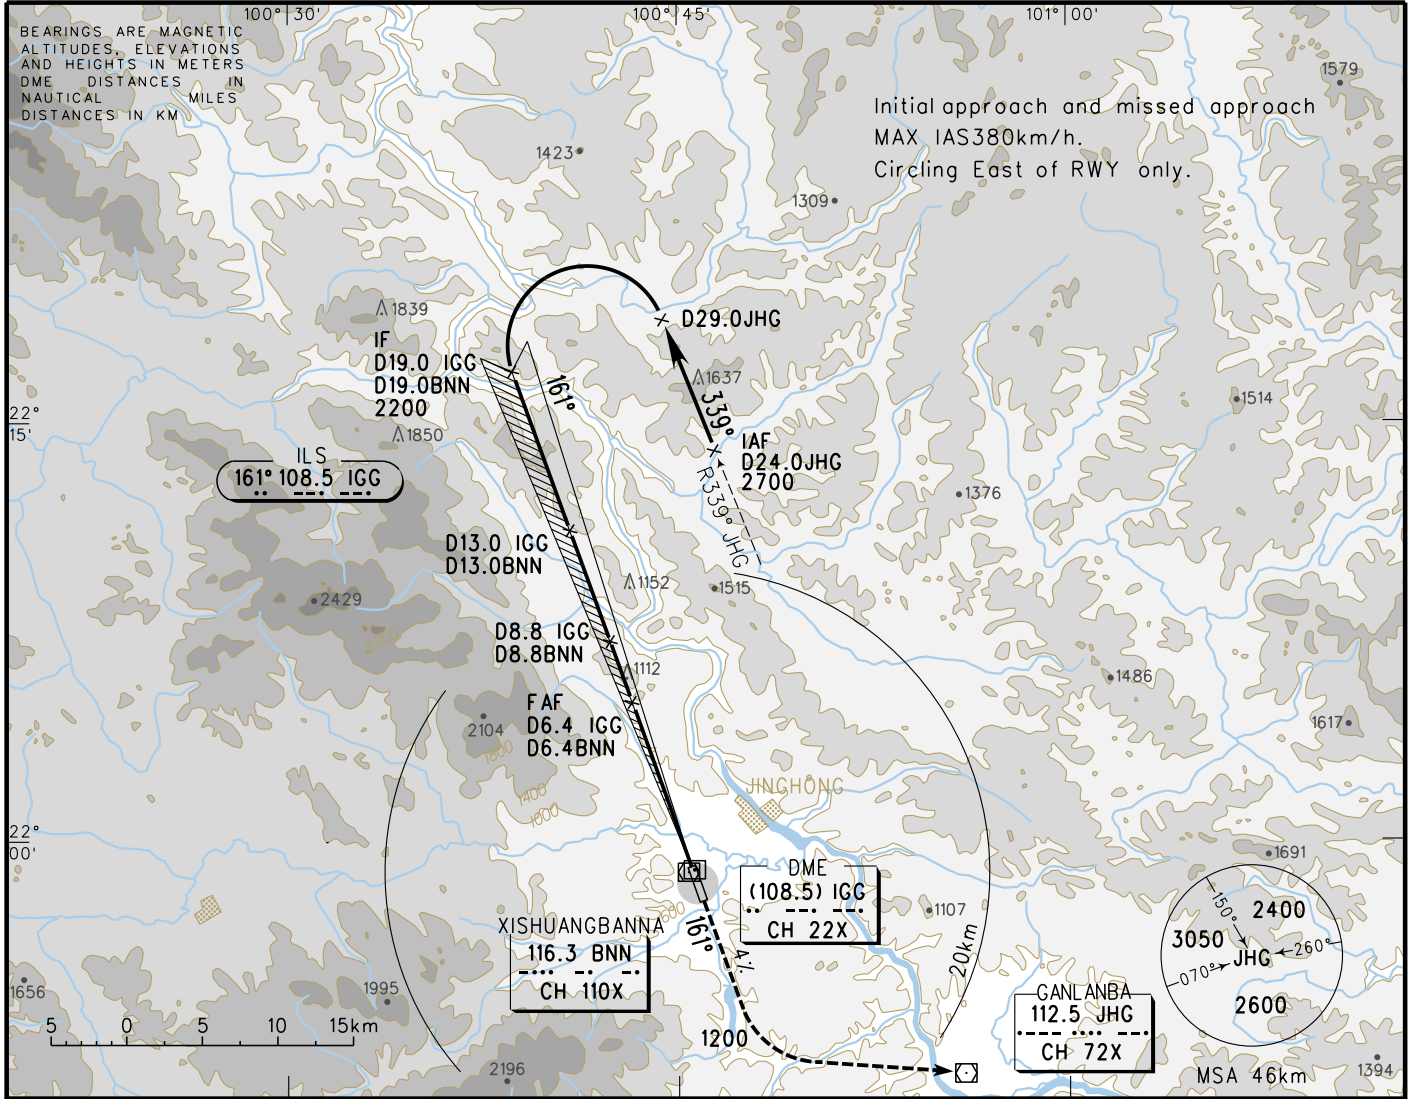 100°30'
100°45'
101°00'
BEARINGS ARE MAGNETIC
ALTITUDES, ELEVATIONS
AND HEIGHTS IN METERS
DME DISTANCES IN
NAUTICAL MILES
DISTANCES IN KM
1579
Initial approach and missed approach
MAX IAS380km/h.
Circling East of RWY only.
1423
1309
1839
D29.0JHG
IF
D19.0 IGG
D19.0BNN
2200
161°
1637
339°
1514
22°
15'
1850
IAF
D24.0JHG
2700
ILS
161° 108.5 IGG
R339° JHG
1376
D13.0 IGG
D13.0BNN
1152
1515
2429
D8.8 IGG
D8.8BNN
1112
1486
FAF
D6.4 IGG
D6.4BNN
2104
1800
1617
1400
1000
JINGHONG
22°
00'
1691
DME
(108.5) IGG
CH 22X
600
1107
XISHUANGBANNA
116.3 BNN
CH 110X
161°
4%
20km
150°
2400
3050
JHG
260°
070°
2600
1656
1995
GANLANBA
112.5 JHG
CH 72X
5 0 5 10 15km
1200
2196
MSA 46km
1394